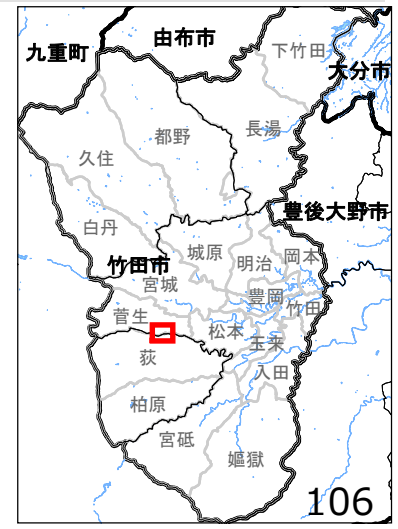 由布市
九重町
下竹田
大分市
都野
長湯
久住
豊後大野市
白丹
城原
岡本
明治
竹田市
宮城
豊岡
竹田
菅生
松本
玉来
荻
入田
柏原
宮砥
嫗獄
106